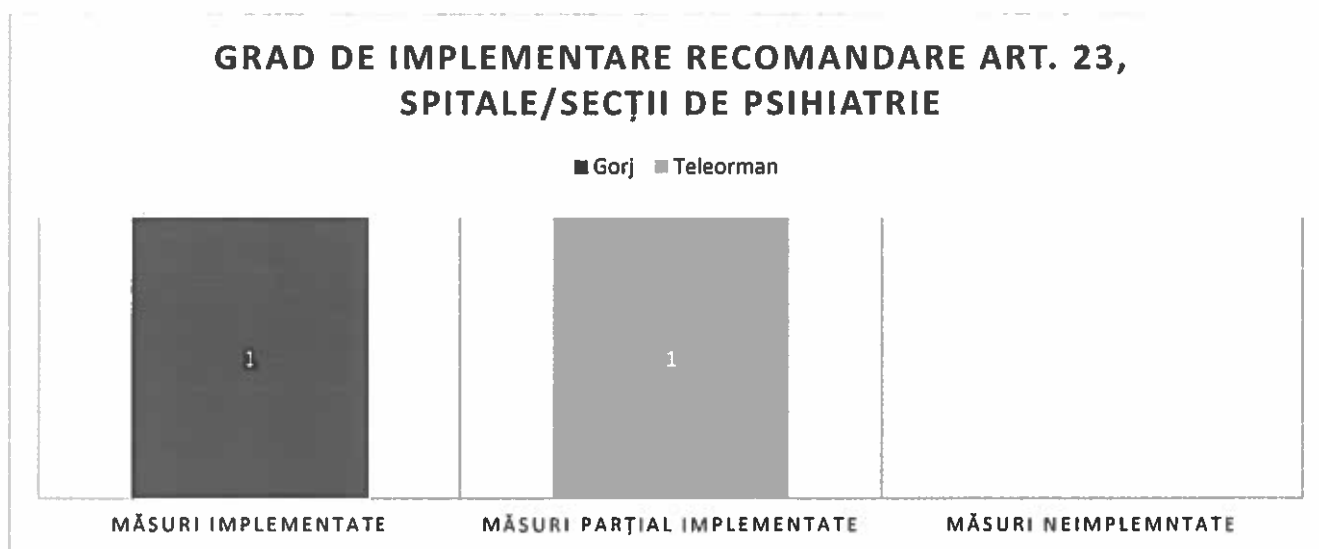 GRAD DE IMPLEMENTARE RECOMANDARE ART. 23,
SPITALE/SECȚII DE PSIHIATRIE
Gorj Teleorman
1 1
MĂSURI IMPLEMENTATE MĂSURI PARȚIAL IMPLEMENTATE MĂSURI NEIMPLEMNTATE